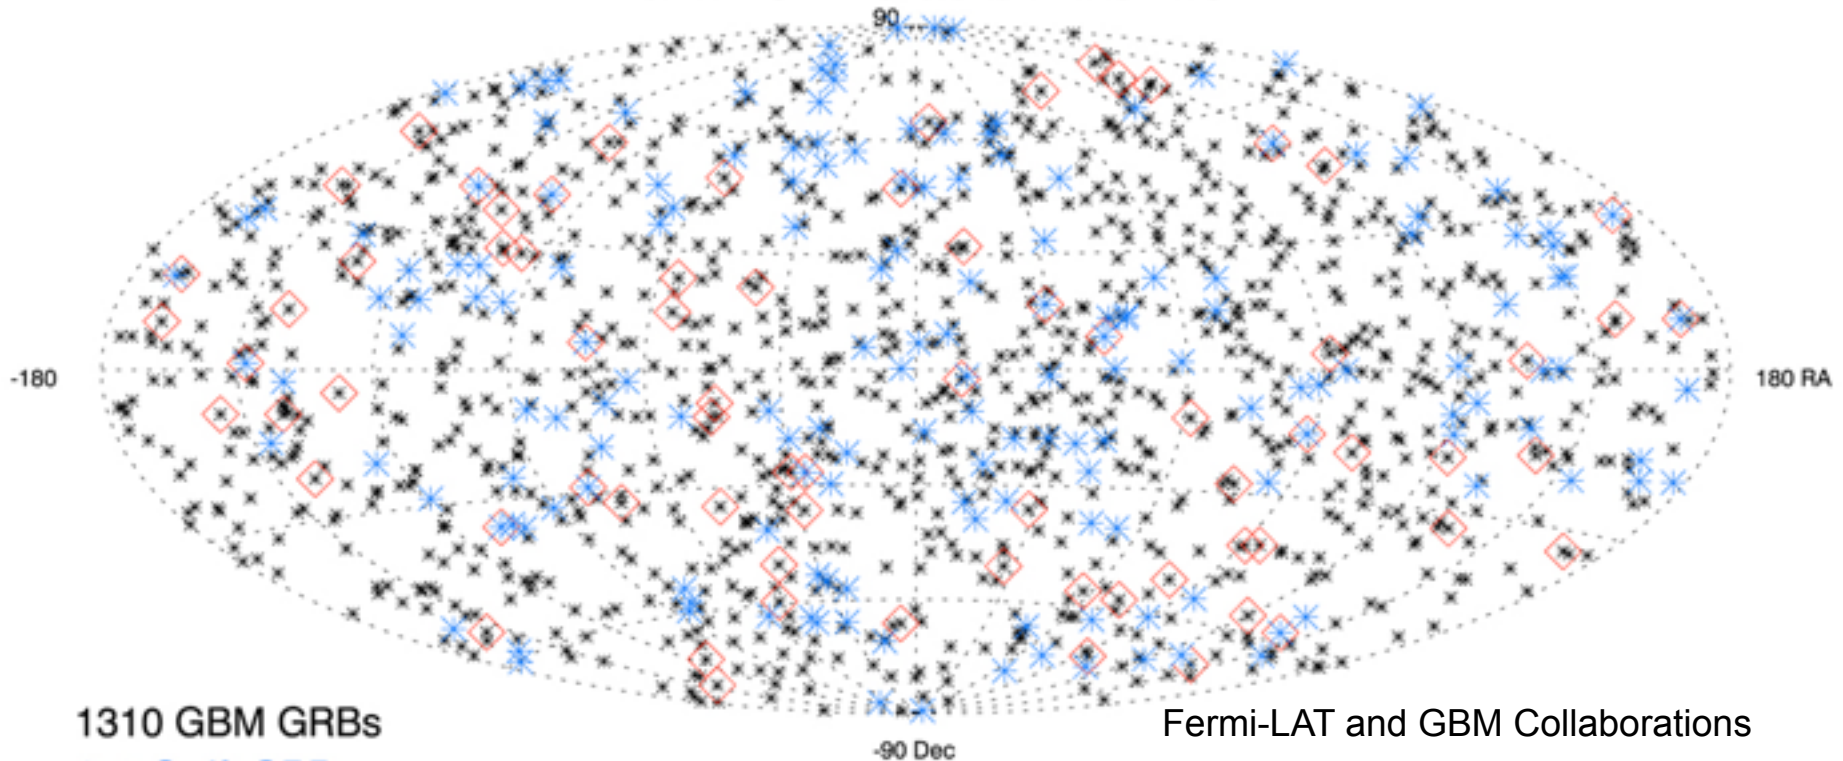 90
-180
180 RA
1310 GBM GRBs
Fermi-LAT and GBM Collaborations
-90 Dec